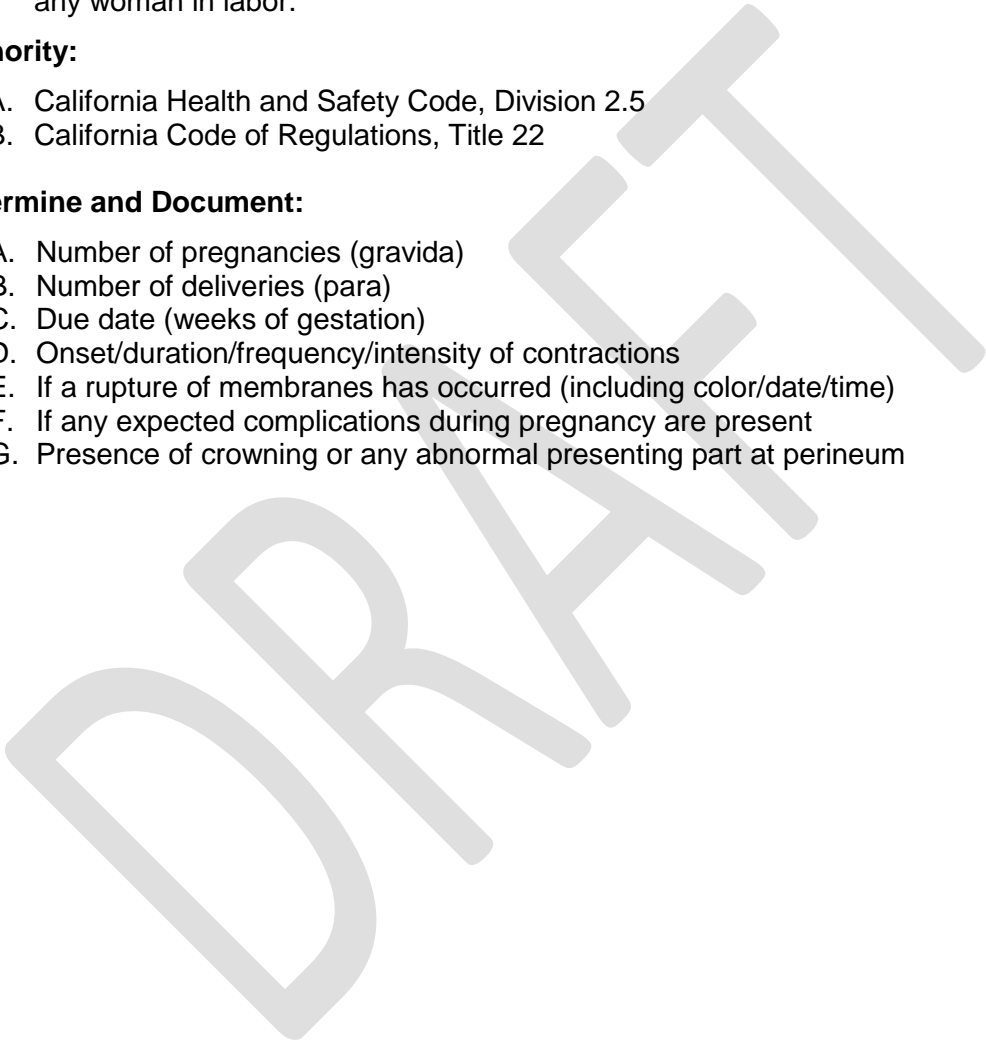 any woman in labor.
hority:
A. California Health and Safety Code, Division 2.5
B. California Code of Regulations, Title 22
ermine and Document:
A. Number of pregnancies (gravida)
B. Number of deliveries (para)
C. Due date (weeks of gestation)
D. Onset/duration/frequency/intensity of contractions
E. If a rupture of membranes has occurred (including color/date/time)
F. If any expected complications during pregnancy are present
G. Presence of crowning or any abnormal presenting part at perineum
DRAFT